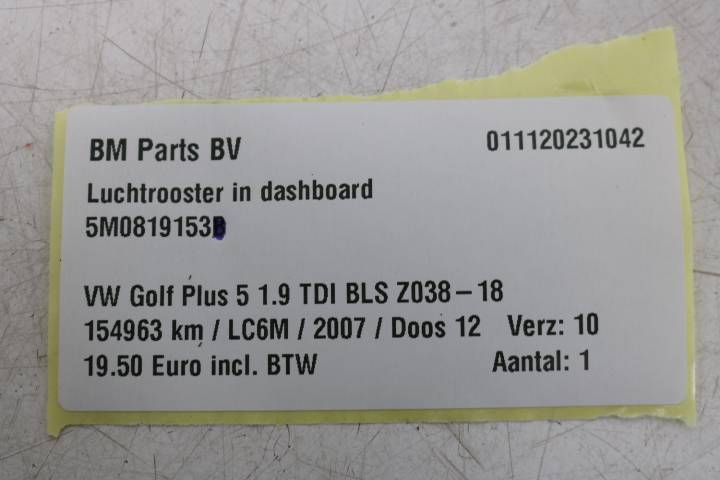 BM Parts BV 011120231042
Luchtrooster in dashboard
5M0819153B
VW Golf Plus 5 1.9 TDI BLS Z038-18
154963 km / LC6M / 2007 / Doos 12 Verz: 10
19.50 Euro incl. BTW Aantal: 1